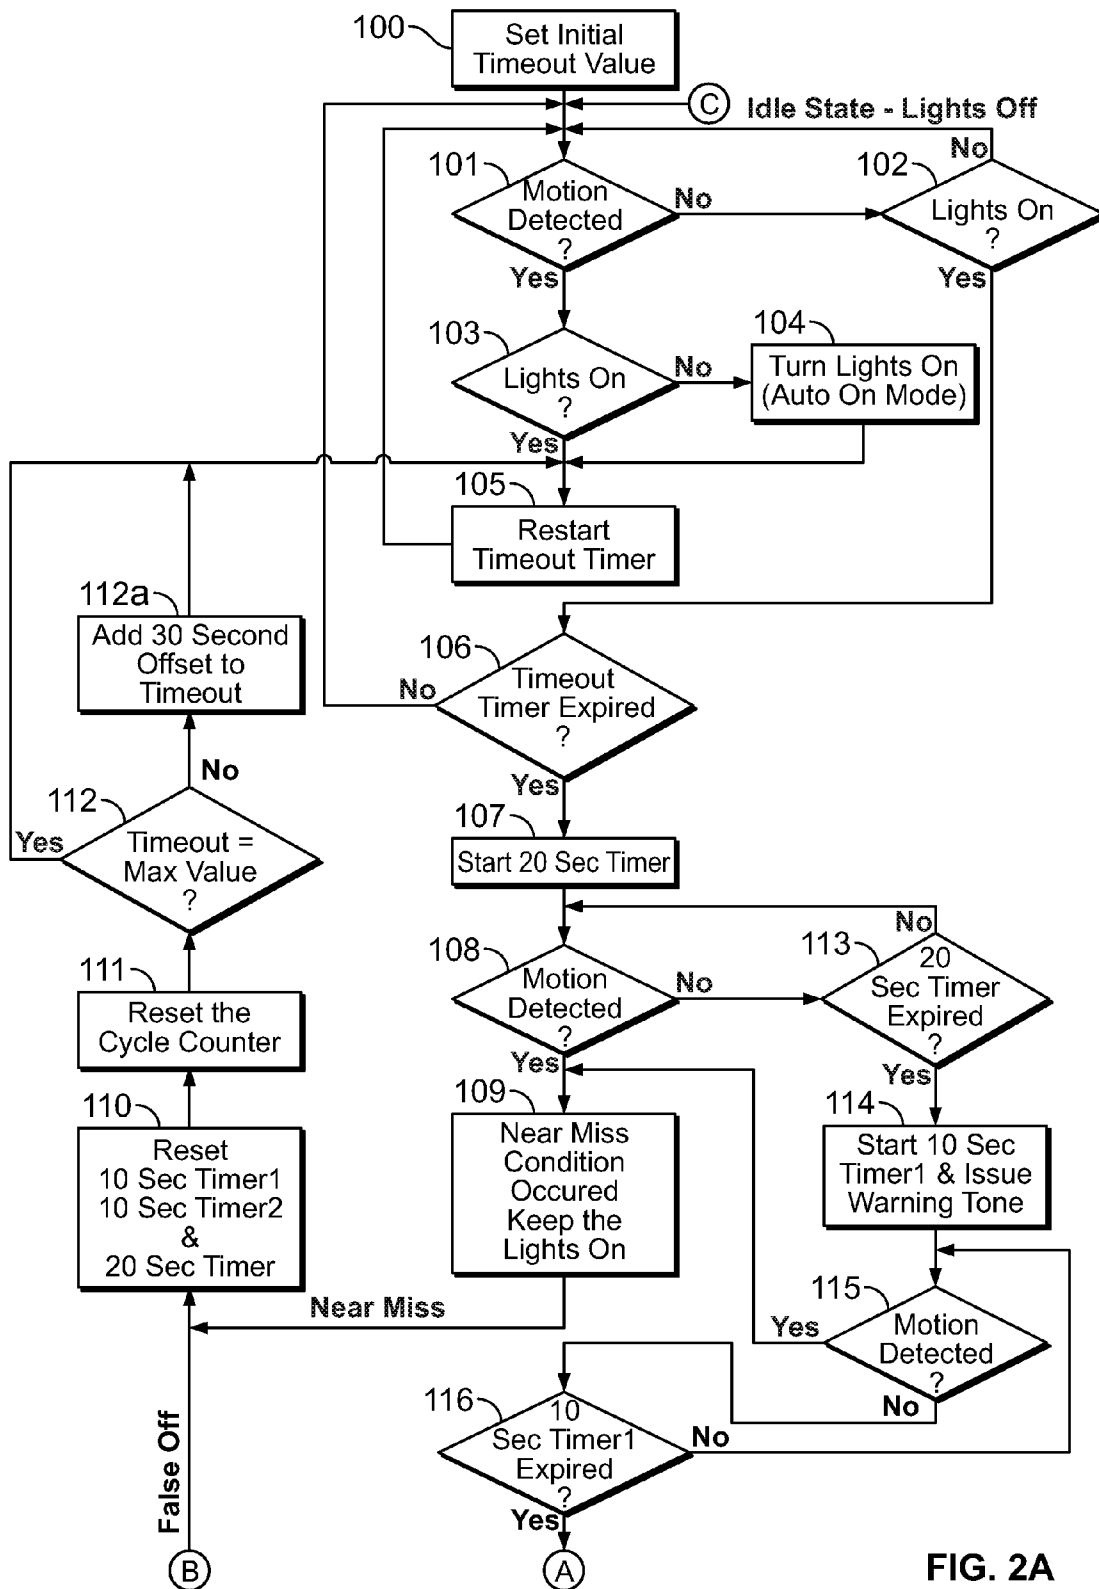 100
Set Initial
Timeout Value
C
Idle State - Lights Off
101
Motion
Detected
?
No
Yes
102
Lights On
?
No
Yes
103
Lights On
?
No
Yes
104
Turn Lights On
(Auto On Mode)
105
Restart
Timeout Timer
112a
Add 30 Second
Offset to
Timeout
106
Timeout
Timer Expired
?
No
Yes
No
112
Timeout =
Max Value
?
Yes
107
Start 20 Sec Timer
108
Motion
Detected
?
No
Yes
113
20
Sec Timer
Expired
?
No
Yes
111
Reset the
Cycle Counter
110
Reset
10 Sec Timer1
10 Sec Timer2
&
20 Sec Timer
109
Near Miss
Condition
Occured
Keep the
Lights On
114
Start 10 Sec
Timer1 & Issue
Warning Tone
Near Miss
115
Motion
Detected
?
Yes
No
116
10
Sec Timer1
Expired
?
No
Yes
False Off
B
A
FIG. 2A